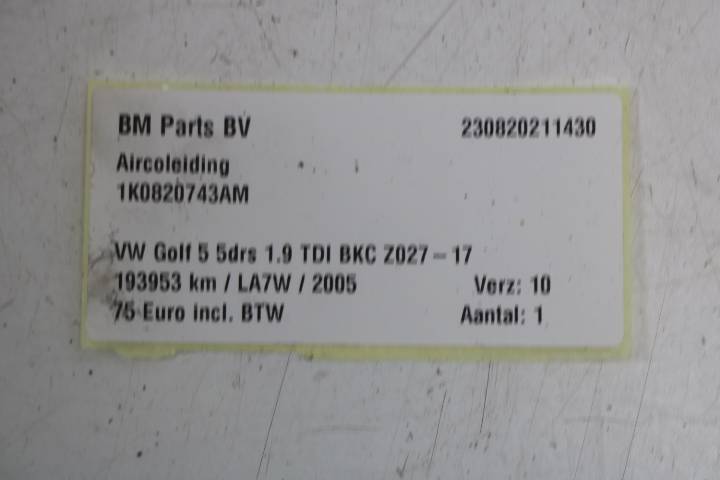 BM Parts BV 230820211430
Aircoleiding
1K0820743AM
VW Golf 5 5drs 1.9 TDI BKC Z027-17
193953 km / LA7W / 2005 Verz: 10
75 Euro incl. BTW Aantal: 1